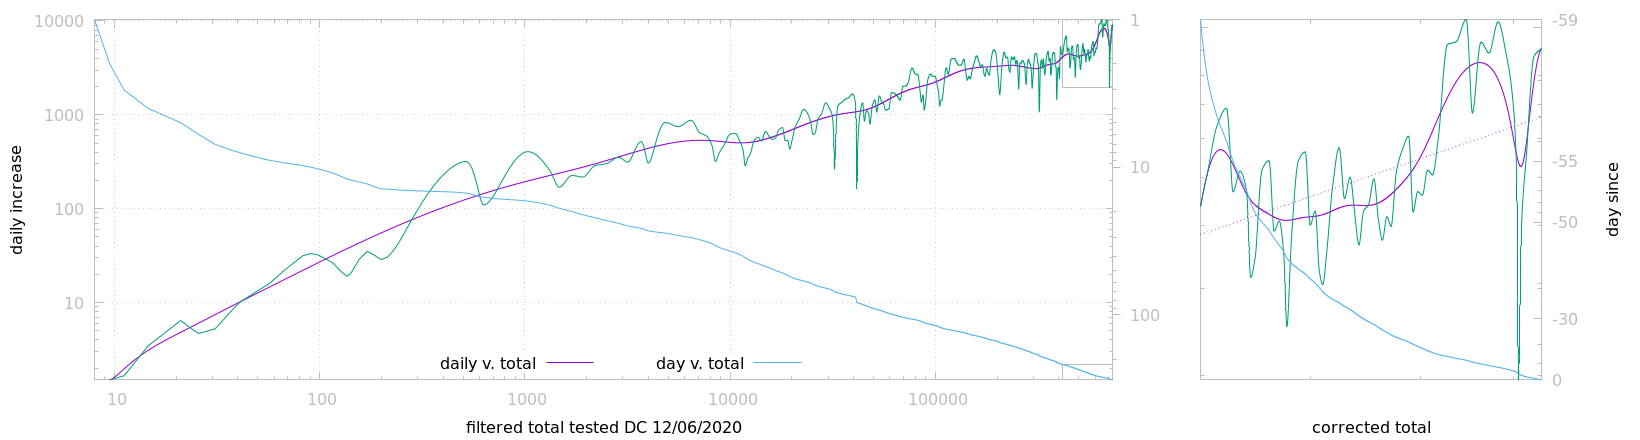 10000
1000
100
10
daily increase
daily v. total
day v. total
10
100
1000
10000
100000
filtered total tested DC 12/06/2020
1
10
100
-59
-55
-50
-30
0
day since
corrected total